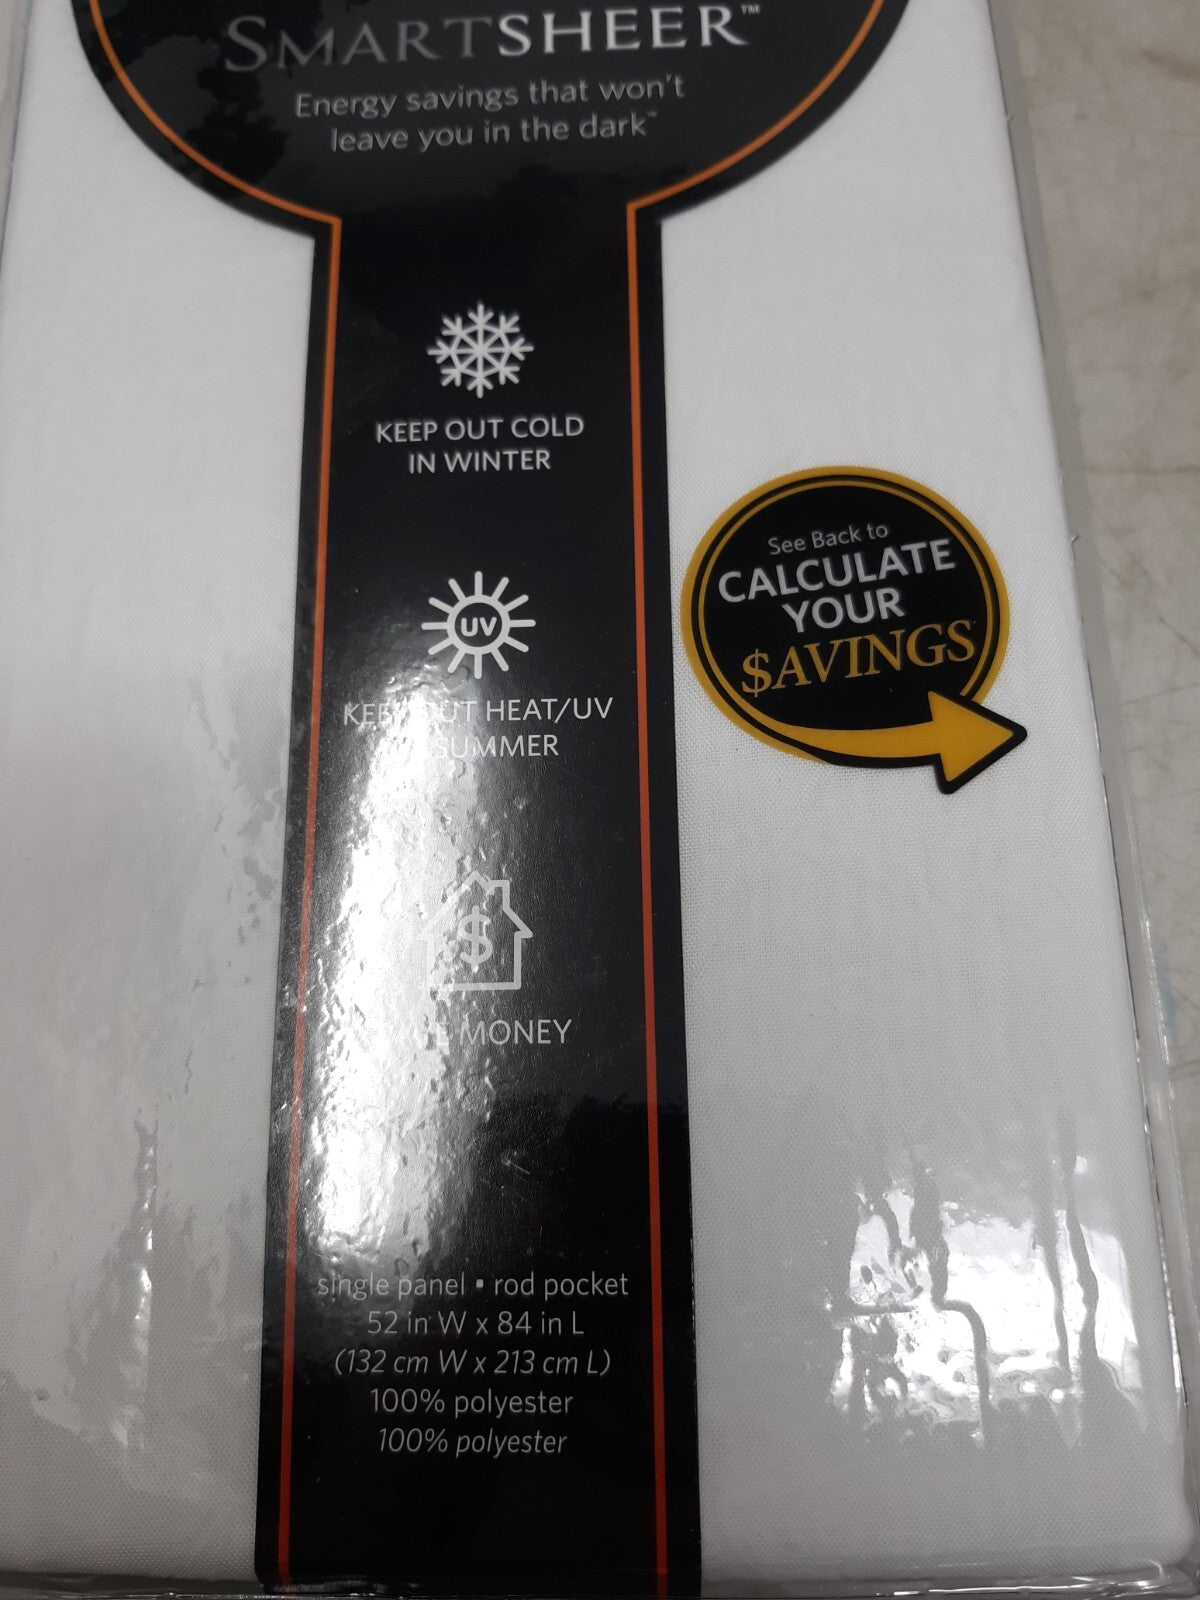 SMARTSHEER™
Energy savings that won't
leave you in the dark™
KEEP OUT COLD
IN WINTER
UV
KEEP OUT HEAT/UV
SUMMER
See Back to
CALCULATE
YOUR
$AVINGS
$
MONEY
single panel • rod pocket
52 in W x 84 in L
(132 cm W x 213 cm L)
100% polyester
100% polyester